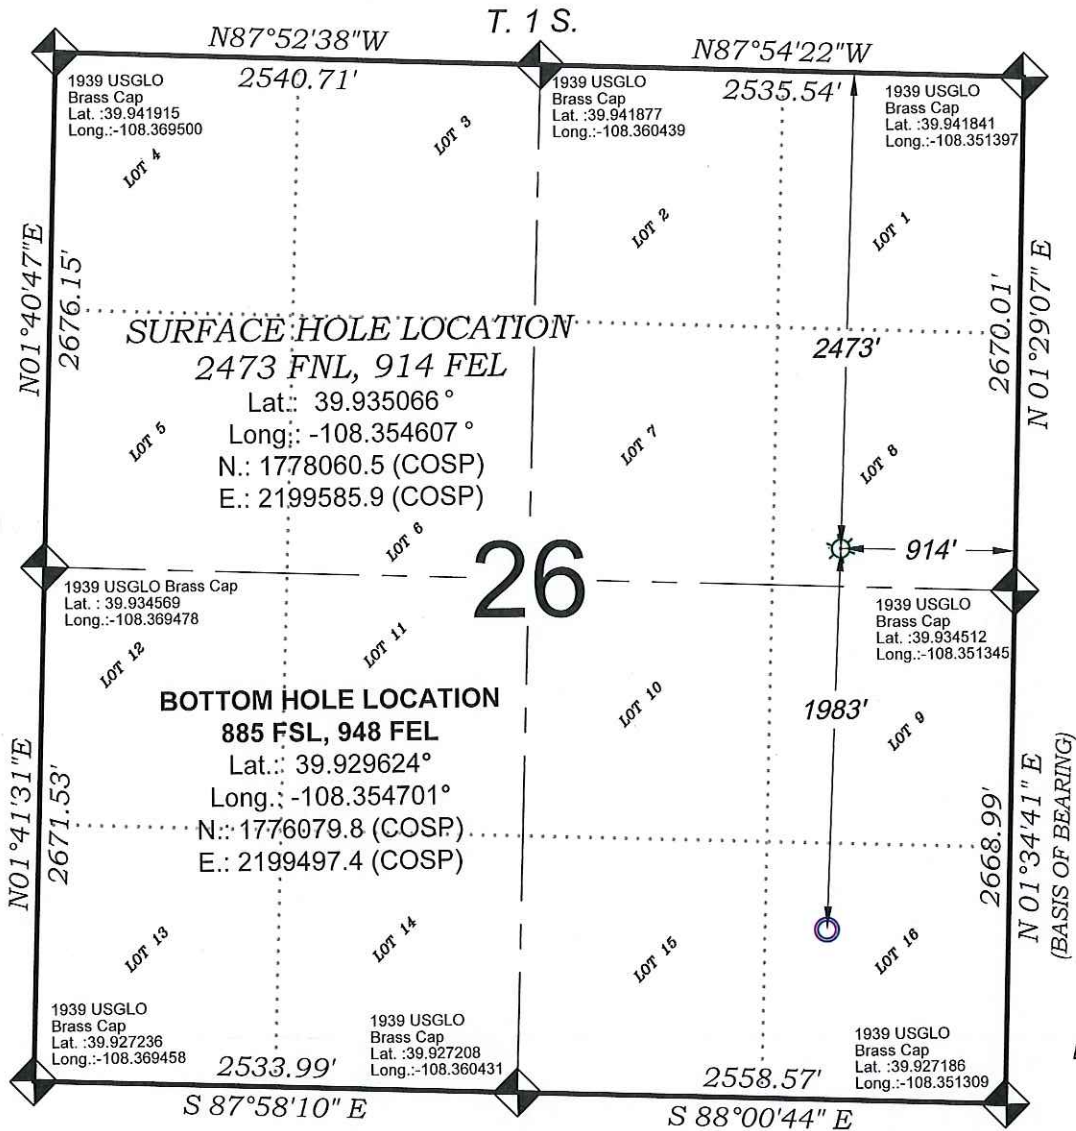 T. 1 S.
N87°52'38"W
N87°54'22"W
2540.71'
2535.54'
1939 USGLO
Brass Cap
Lat. :39.941915
Long.:-108.369500
1939 USGLO
Brass Cap
Lat. :39.941877
Long.:-108.360439
1939 USGLO
Brass Cap
Lat. :39.941841
Long.:-108.351397
LOT 4
LOT 3
LOT 2
LOT 1
N01°40'47"E
2676.15'
2670.01'
N 01°29'07" E
SURFACE HOLE LOCATION
2473 FNL, 914 FEL
Lat.: 39.935066°
Long.: -108.354607°
N.: 1778060.5 (COSP)
E.: 2199585.9 (COSP)
2473'
LOT 5
LOT 6
LOT 7
LOT 8
26
914'
1939 USGLO Brass Cap
Lat. : 39.934569
Long.:-108.369478
1939 USGLO
Brass Cap
Lat. :39.934512
Long.:-108.351345
LOT 12
LOT 11
LOT 10
LOT 9
1983'
BOTTOM HOLE LOCATION
885 FSL, 948 FEL
Lat.: 39.929624°
Long.: -108.354701°
N.: 1776079.8 (COSP)
E.: 2199497.4 (COSP)
N01°41'31"E
2671.53'
2668.99'
N 01°34'41" E
(BASIS OF BEARING)
LOT 13
LOT 14
LOT 15
LOT 16
1939 USGLO
Brass Cap
Lat. :39.927236
Long.:-108.369458
1939 USGLO
Brass Cap
Lat. :39.927208
Long.:-108.360431
1939 USGLO
Brass Cap
Lat. :39.927186
Long.:-108.351309
2533.99'
2558.57'
S 87°58'10" E
S 88°00'44" E